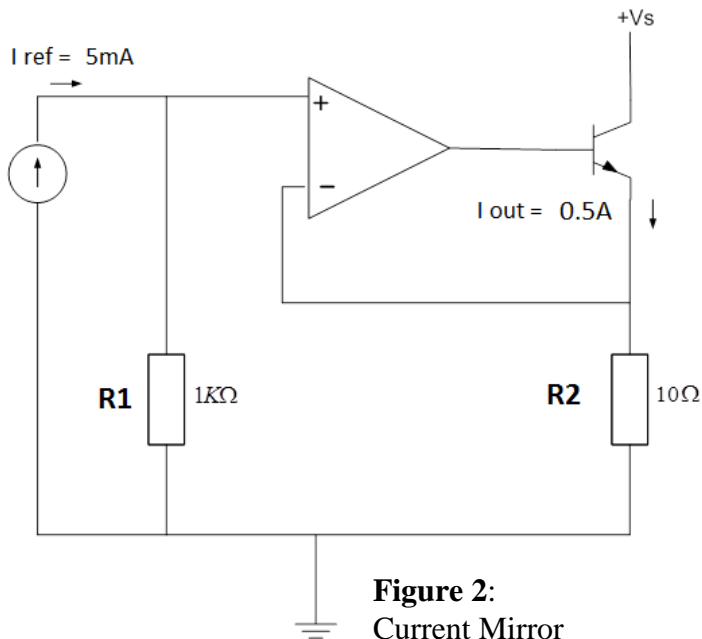 +Vs
I ref = 5mA
+
−
I out = 0.5A
R1
1KΩ
R2
10Ω
Figure 2:
Current Mirror